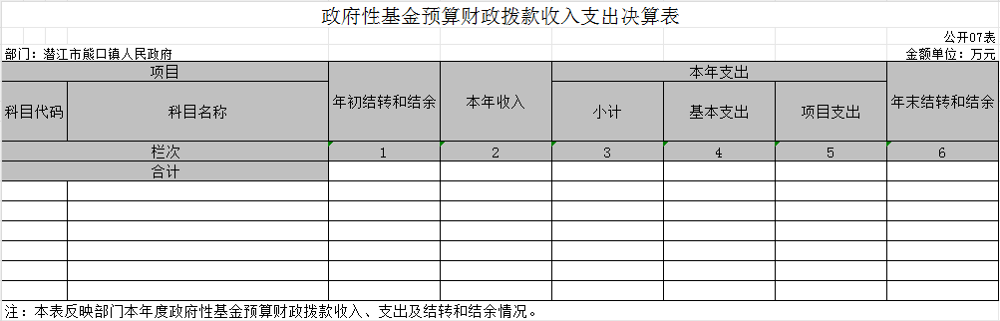 政府性基金预算财政拨款收入支出决算表
公开07表
部门：潜江市熊口镇人民政府 金额单位：万元
项目 年初结转和结余 本年收入 本年支出 年末结转和结余
科目代码 科目名称 小计 基本支出 项目支出
栏次 1 2 3 4 5 6
合计
注：本表反映部门本年度政府性基金预算财政拨款收入、支出及结转和结余情况。